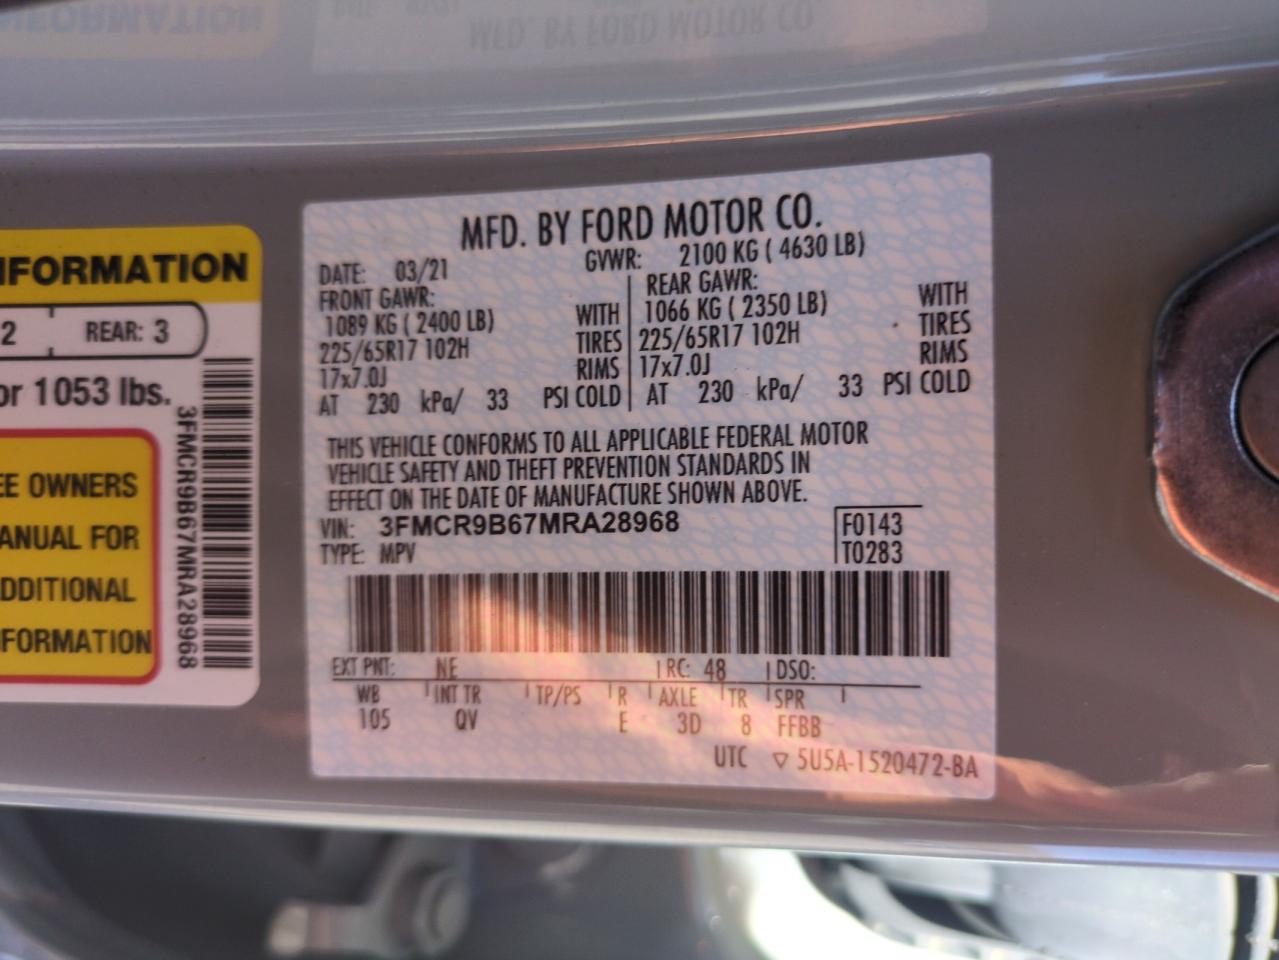 NFORMATION
2 REAR: 3
or 1053 lbs.
EE OWNERS
ANUAL FOR
DDITIONAL
FORMATION
3FMCR9B67MRA28968
MFD. BY FORD MOTOR CO.
DATE: 03/21 GVWR: 2100 KG ( 4630 LB)
FRONT GAWR: REAR GAWR:
1089 KG ( 2400 LB) WITH 1066 KG ( 2350 LB) WITH
225/65R17 102H TIRES 225/65R17 102H TIRES
17x7.0J RIMS 17x7.0J RIMS
AT 230 kPa/ 33 PSI COLD AT 230 kPa/ 33 PSI COLD
THIS VEHICLE CONFORMS TO ALL APPLICABLE FEDERAL MOTOR
VEHICLE SAFETY AND THEFT PREVENTION STANDARDS IN
EFFECT ON THE DATE OF MANUFACTURE SHOWN ABOVE.
VIN: 3FMCR9B67MRA28968 F0143
TYPE: MPV T0283
EXT PNT: NE RC: 48 DSO:
WB INT TR TP/PS R AXLE TR SPR
105 QV E 3D 8 FFBB
UTC ▽ 5U5A-1520472-BA